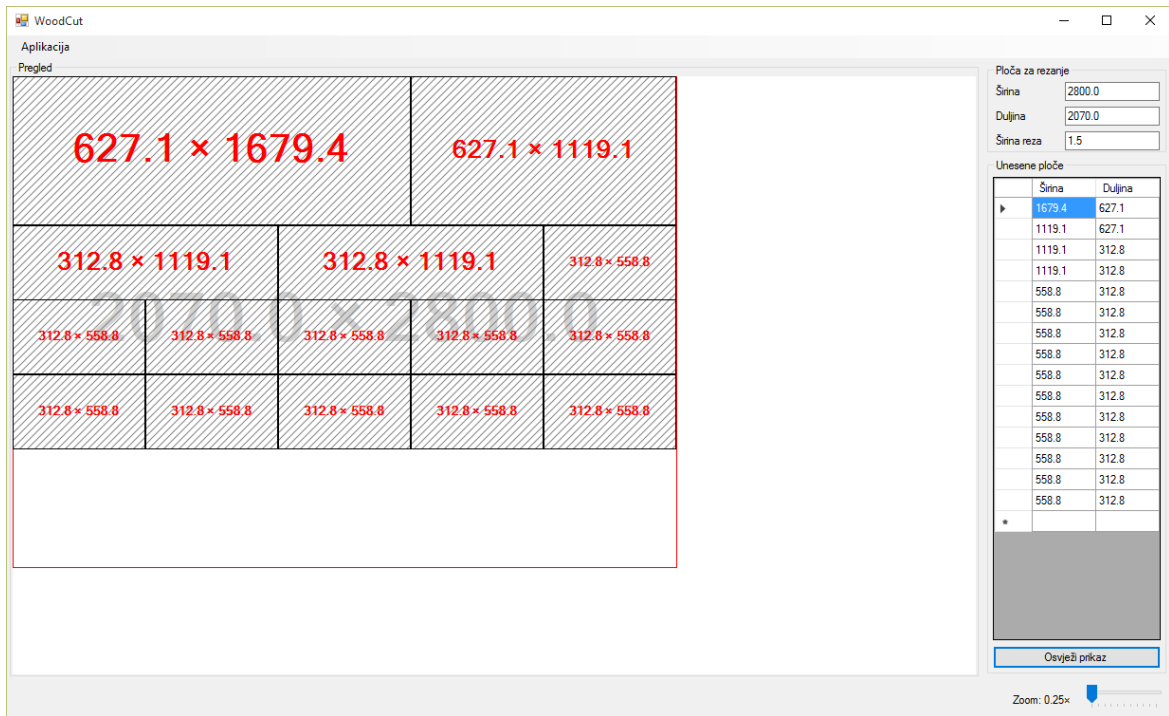 WoodCut
Aplikacija
Pregled
627.1 × 1679.4
627.1 × 1119.1
312.8 × 1119.1
312.8 × 1119.1
312.8 × 558.8
2070.0 × 2800.0
312.8 × 558.8
312.8 × 558.8
312.8 × 558.8
312.8 × 558.8
312.8 × 558.8
312.8 × 558.8
312.8 × 558.8
312.8 × 558.8
312.8 × 558.8
312.8 × 558.8
Ploča za rezanje
Širina 2800.0
Duljina 2070.0
Širina reza 1.5
Unesene ploče
Širina Duljina
1679.4 627.1
1119.1 627.1
1119.1 312.8
1119.1 312.8
558.8 312.8
558.8 312.8
558.8 312.8
558.8 312.8
558.8 312.8
558.8 312.8
558.8 312.8
558.8 312.8
558.8 312.8
558.8 312.8
558.8 312.8
Osvježi prikaz
Zoom: 0.25×